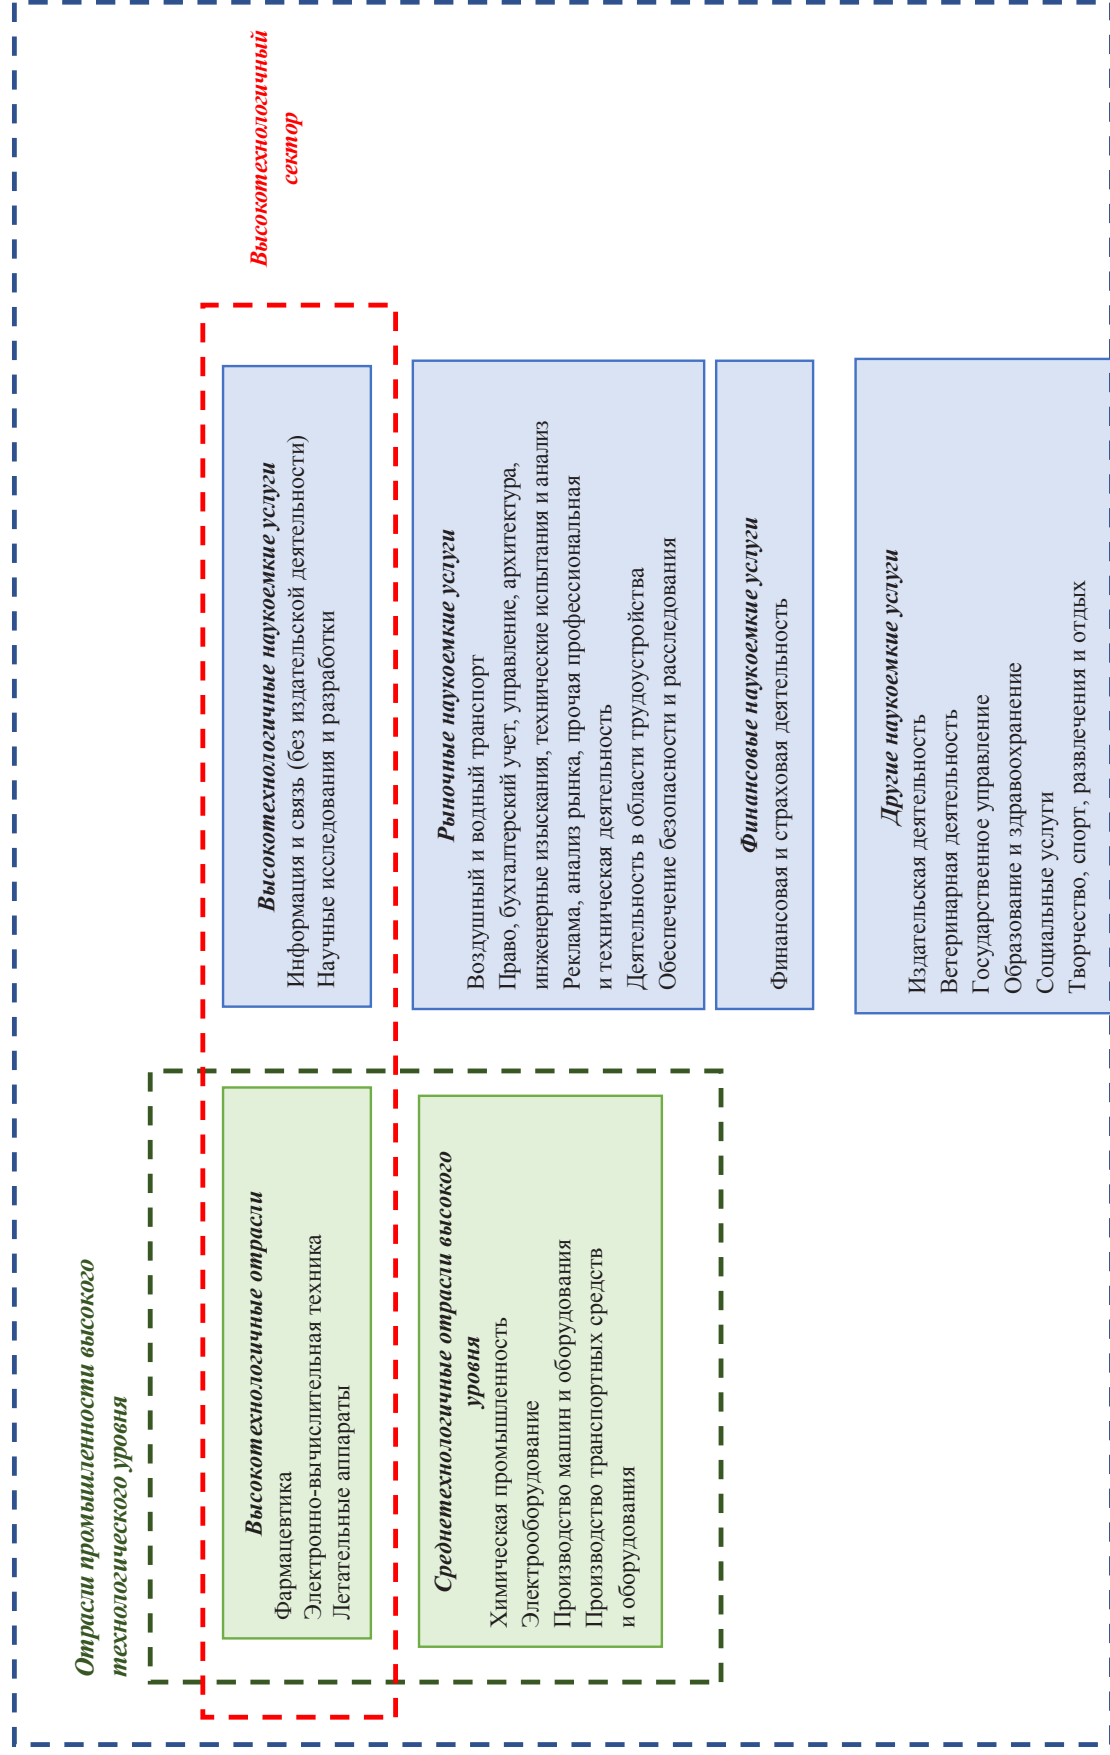 Отрасли промышленности высокого
технологического уровня
Высокотехнологичный
сектор
Высокотехнологичные отрасли
Фармацевтика
Электронно-вычислительная техника
Летательные аппараты
Среднетехнологичные отрасли высокого
уровня
Химическая промышленность
Электрооборудование
Производство машин и оборудования
Производство транспортных средств
и оборудования
Высокотехнологичные наукоемкие услуги
Информация и связь (без издательской деятельности)
Научные исследования и разработки
Рыночные наукоемкие услуги
Воздушный и водный транспорт
Право, бухгалтерский учет, управление, архитектура,
инженерные изыскания, технические испытания и анализ
Реклама, анализ рынка, прочая профессиональная
и техническая деятельность
Деятельность в области трудоустройства
Обеспечение безопасности и расследования
Финансовые наукоемкие услуги
Финансовая и страховая деятельность
Другие наукоемкие услуги
Издательская деятельность
Ветеринарная деятельность
Государственное управление
Образование и здравоохранение
Социальные услуги
Творчество, спорт, развлечения и отдых